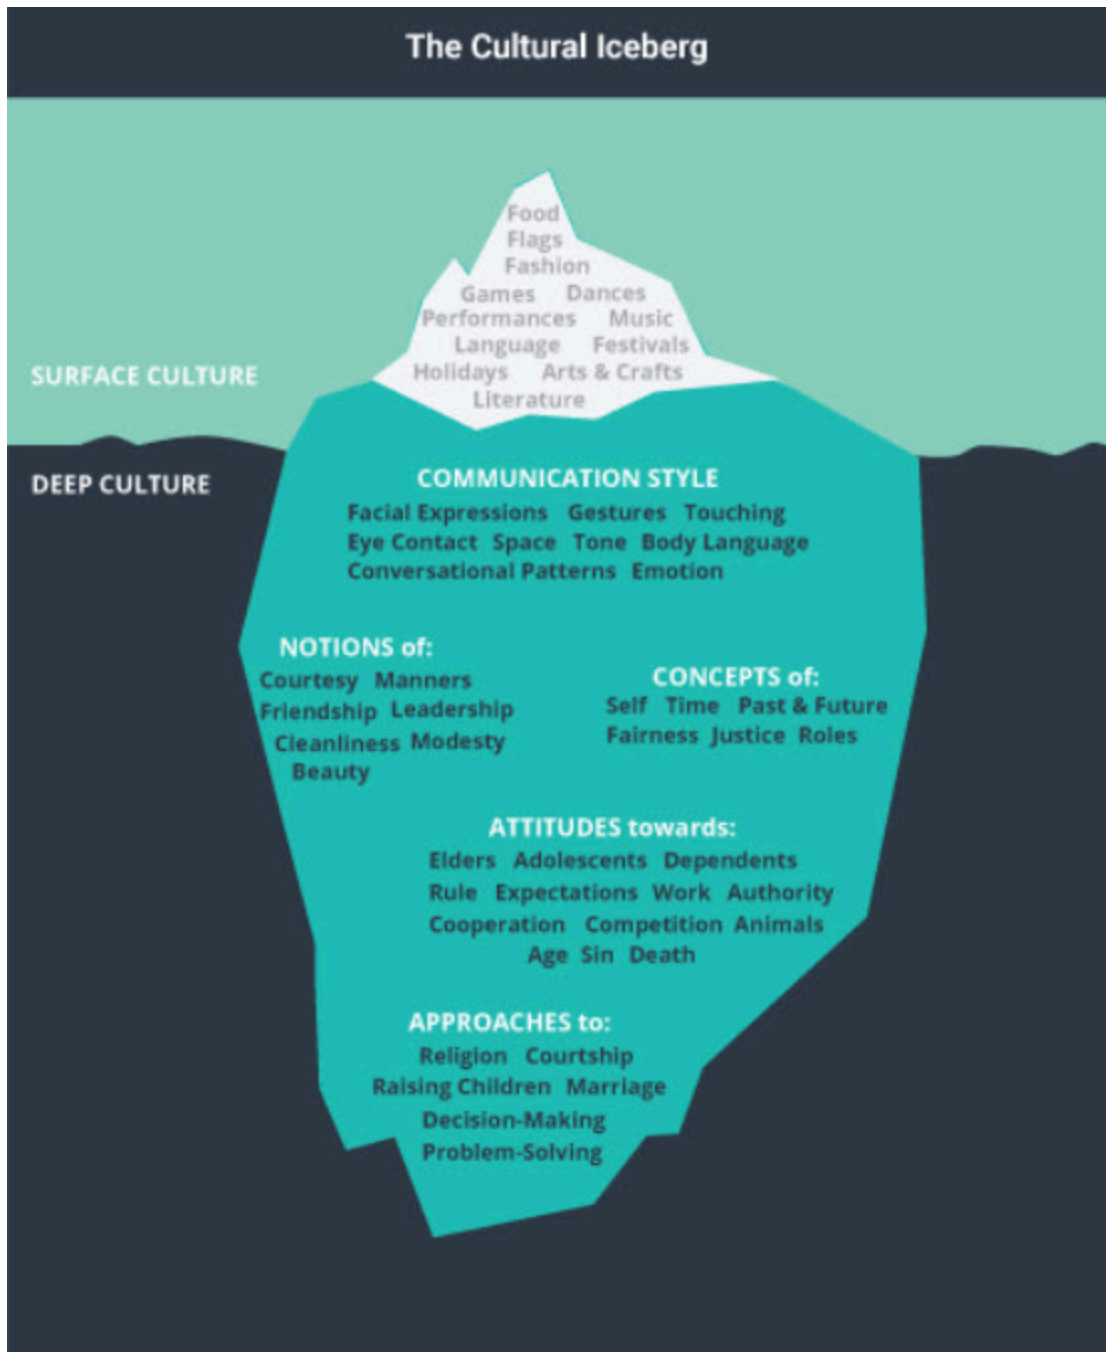 The Cultural Iceberg
Food
Flags
Fashion
Games Dances
Performances Music
Language Festivals
SURFACE CULTURE
Holidays Arts & Crafts
Literature
DEEP CULTURE
COMMUNICATION STYLE
Facial Expressions Gestures Touching
Eye Contact Space Tone Body Language
Conversational Patterns Emotion
NOTIONS of:
Courtesy Manners
Friendship Leadership
Cleanliness Modesty
Beauty
CONCEPTS of:
Self Time Past & Future
Fairness Justice Roles
ATTITUDES towards:
Elders Adolescents Dependents
Rule Expectations Work Authority
Cooperation Competition Animals
Age Sin Death
APPROACHES to:
Religion Courtship
Raising Children Marriage
Decision-Making
Problem-Solving